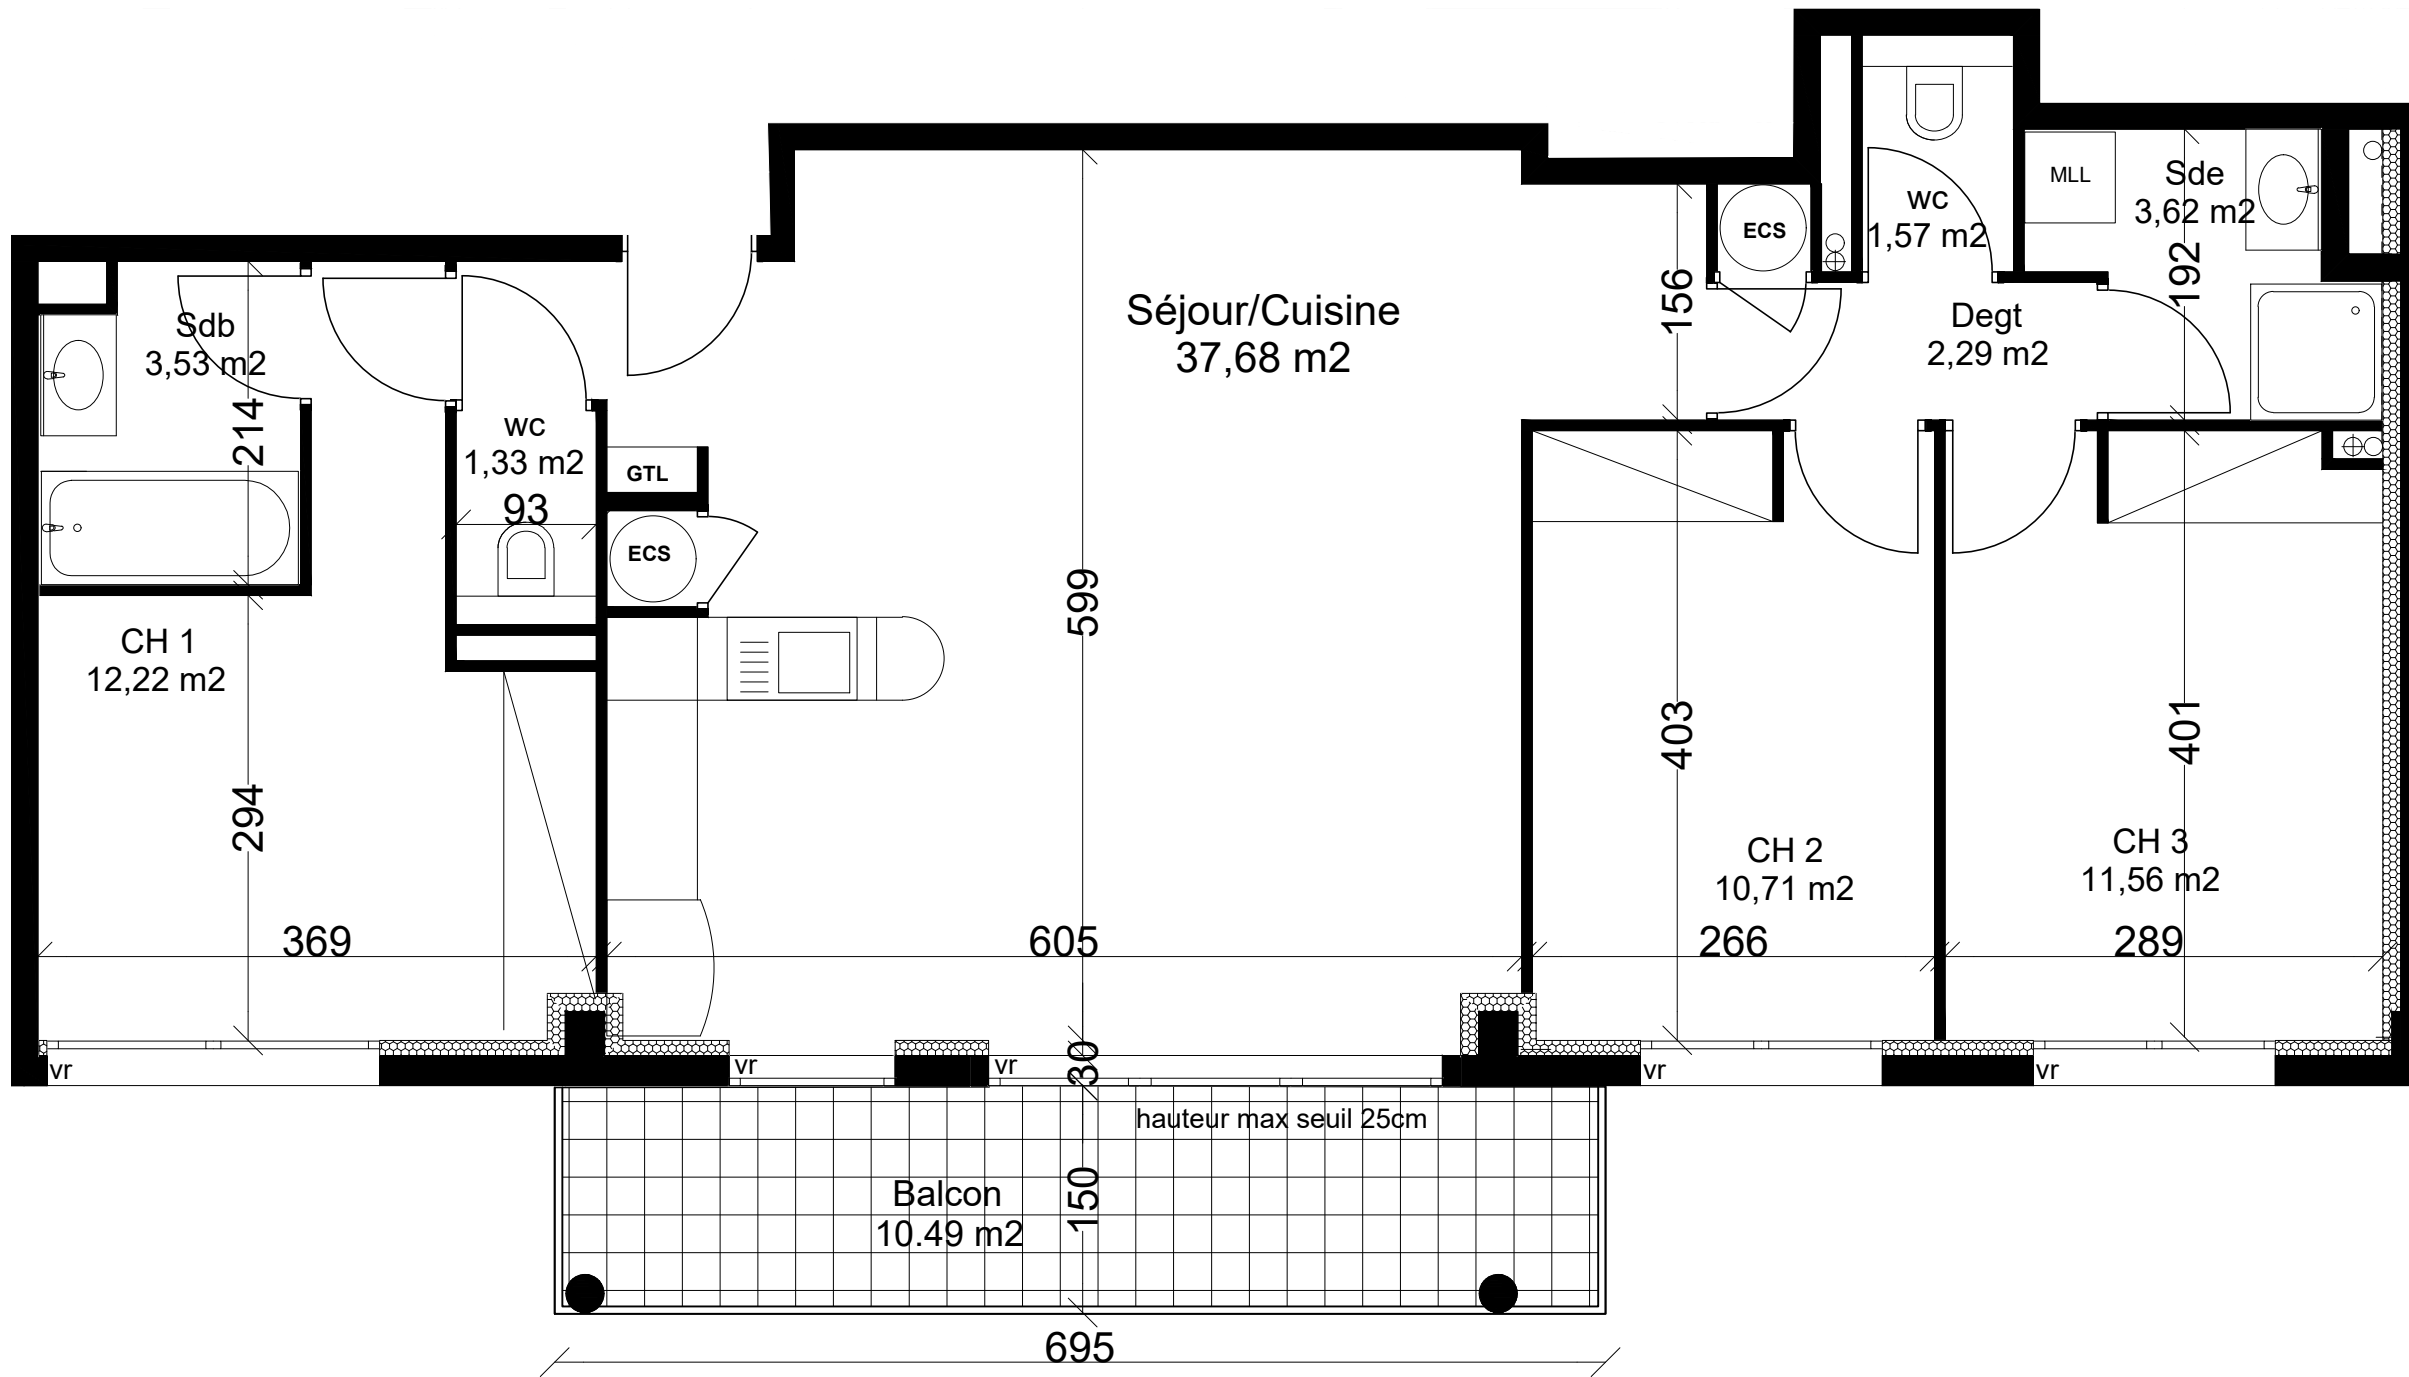 MLL
Sde
3,62 m2
192
wc
1,57 m2
ECS
156
Degt
2,29 m2
Séjour/Cuisine
37,68 m2
Sdb
3,53 m2
214
wc
1,33 m2
93
GTL
ECS
599
CH 1
12,22 m2
294
403
401
CH 2
10,71 m2
CH 3
11,56 m2
369
605
266
289
vr
vr
vr
30
vr
vr
hauteur max seuil 25cm
Balcon
10.49 m2
150
695